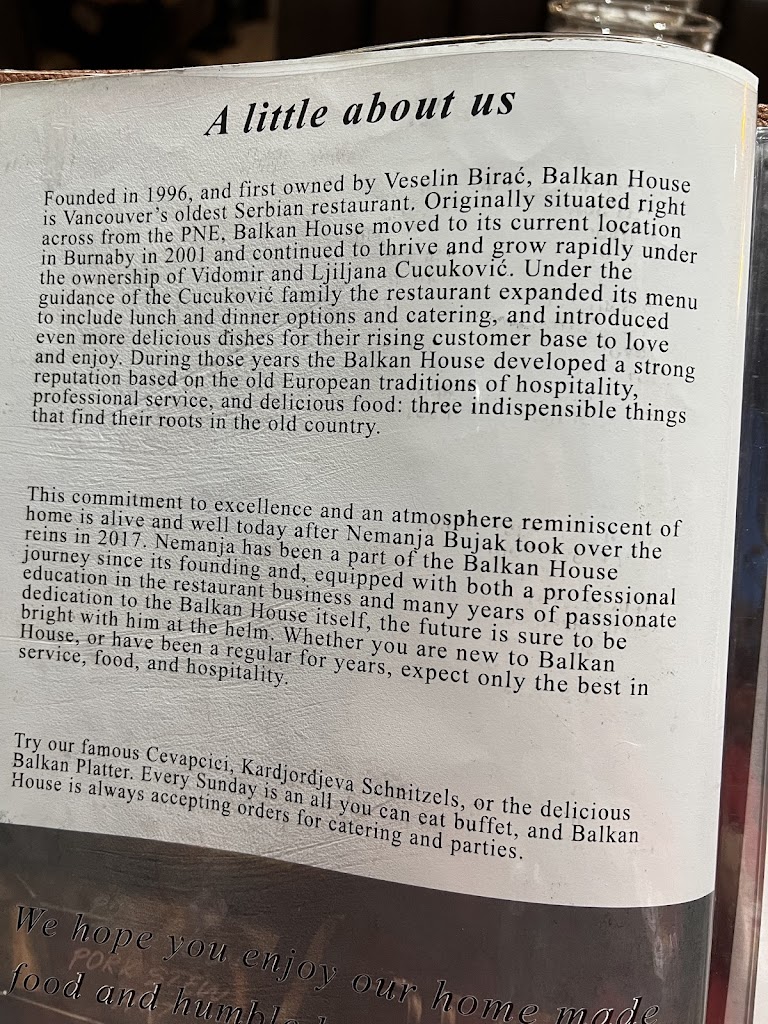 A little about us
Founded in 1996, and first owned by Veselin Birać, Balkan House
is Vancouver's oldest Serbian restaurant. Originally situated right
across from the PNE, Balkan House moved to its current location
in Burnaby in 2001 and continued to thrive and grow rapidly under
the ownership of Vidomir and Ljiljana Cucuković. Under the
guidance of the Cucuković family the restaurant expanded its menu
to include lunch and dinner options and catering, and introduced
even more delicious dishes for their rising customer base to love
and enjoy. During those years the Balkan House developed a strong
reputation based on the old European traditions of hospitality,
professional service, and delicious food: three indispensible things
that find their roots in the old country.
This commitment to excellence and an atmosphere reminiscent of
home is alive and well today after Nemanja Bujak took over the
reins in 2017. Nemanja has been a part of the Balkan House
journey since its founding and, equipped with both a professional
education in the restaurant business and many years of passionate
dedication to the Balkan House itself, the future is sure to be
bright with him at the helm. Whether you are new to Balkan
House, or have been a regular for years, expect only the best in
service, food, and hospitality.
Try our famous Cevapcici, Kardjordjeva Schnitzels, or the delicious
Balkan Platter. Every Sunday is an all you can eat buffet, and Balkan
House is always accepting orders for catering and parties.
We hope you enjoy our home made
food and